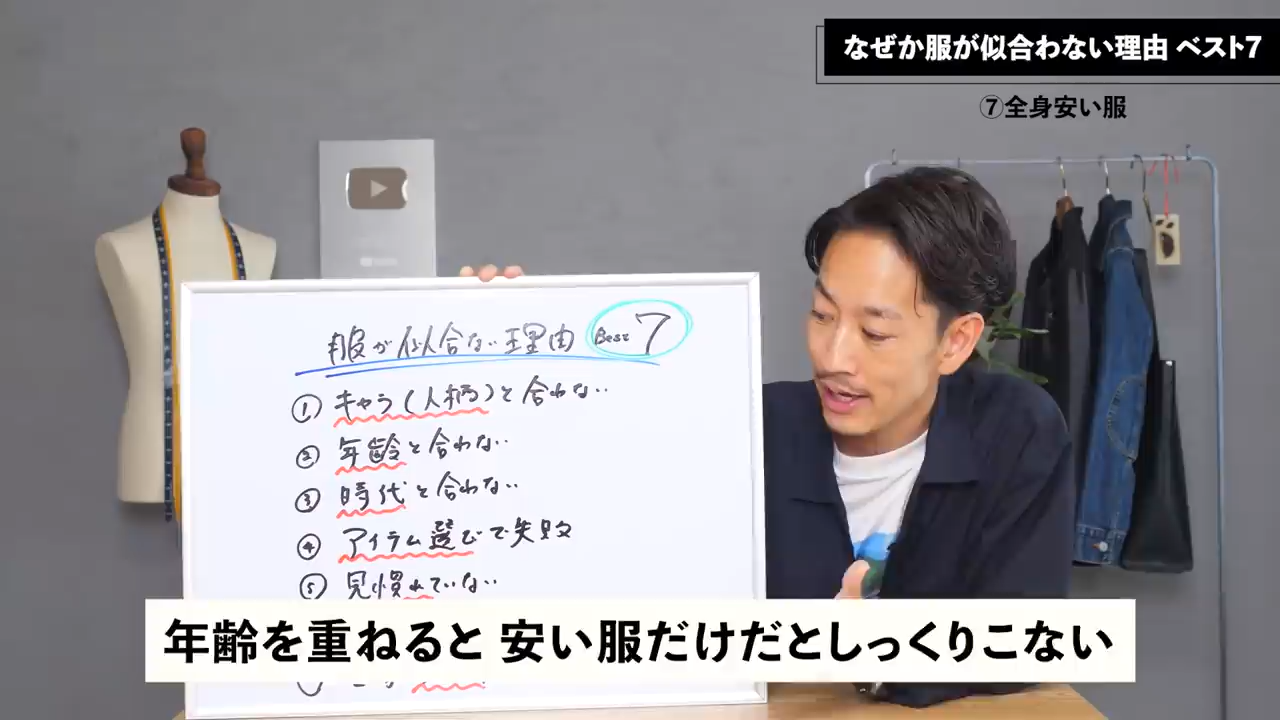 なぜか服が似合わない理由 ベスト7
⑦全身安い服
服が似合ない理由 Best 7
① キャラ(人柄)と合わない
② 年齢と合わない
③ 時代と合わない
④ アイテム選びで失敗
⑤ 見慣れていない
年齢を重ねると 安い服だけだとしっくりこない